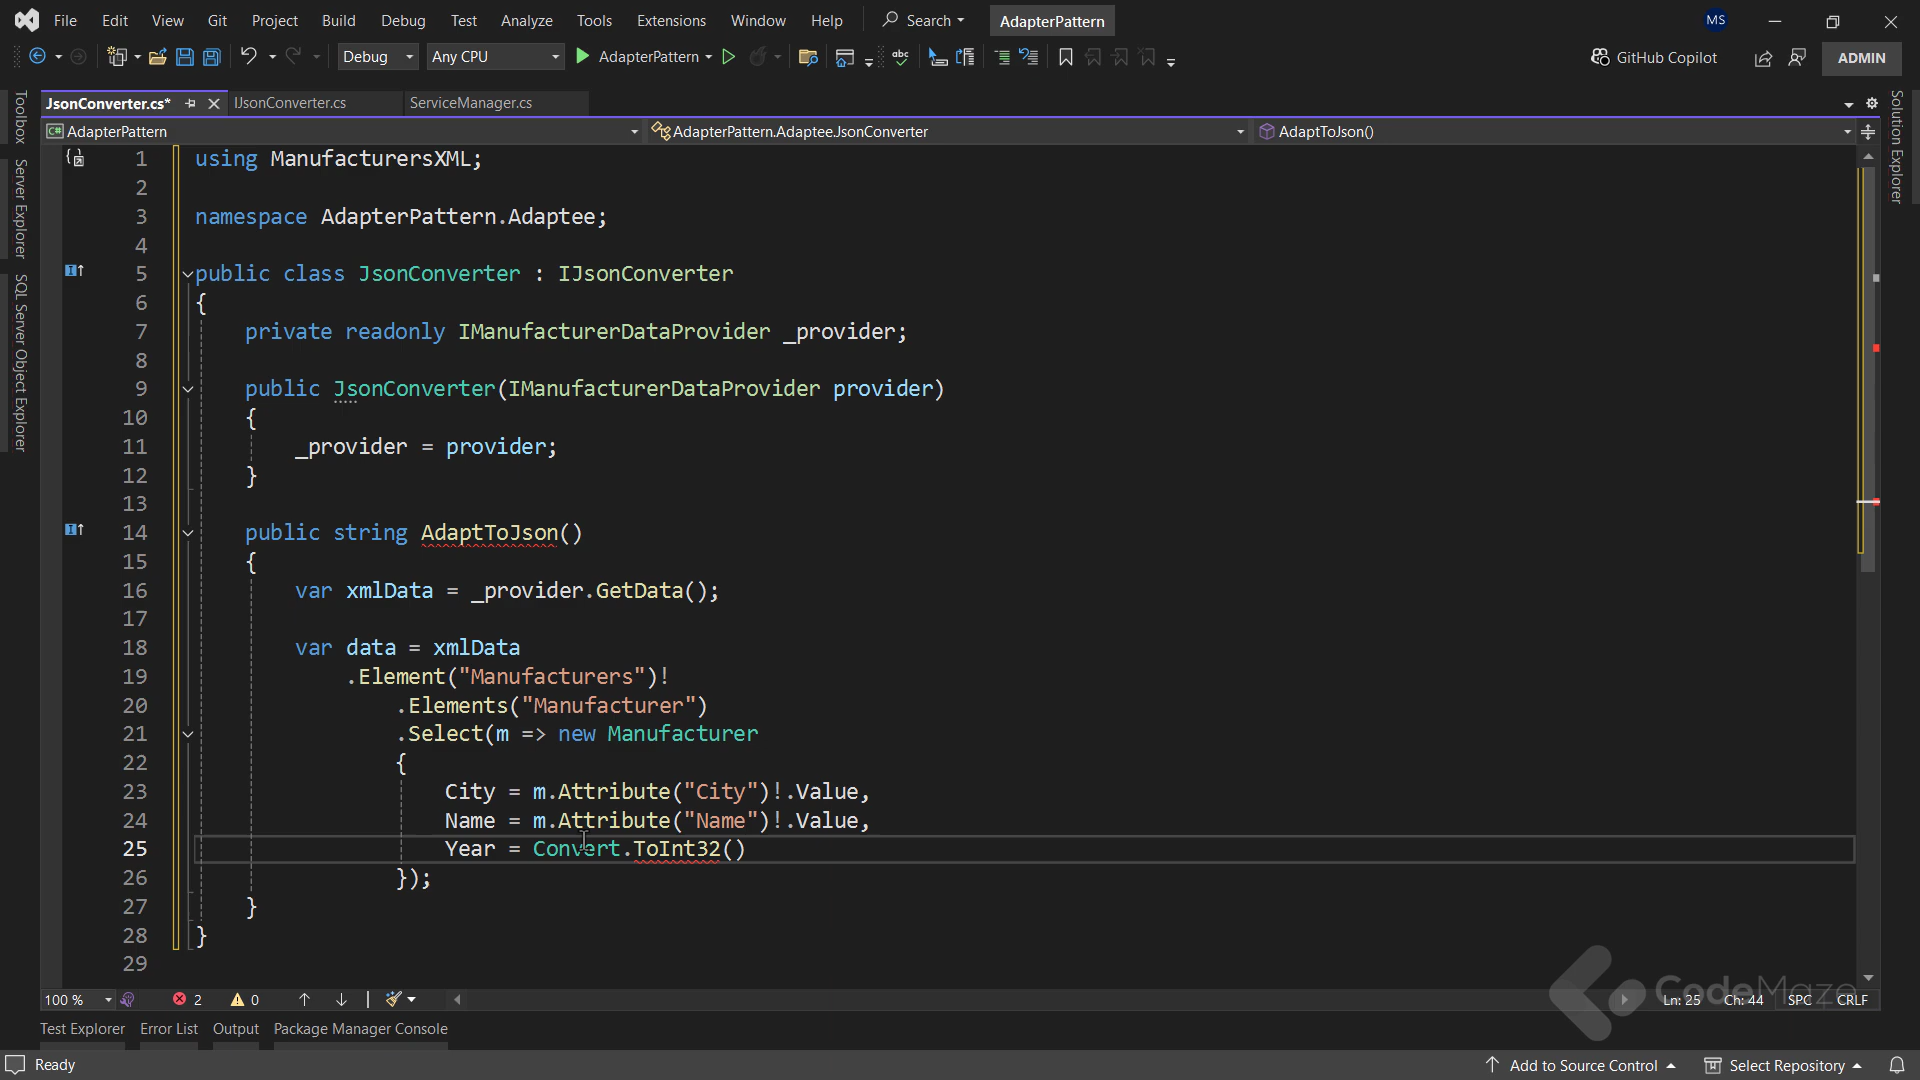 File Edit View Git Project Build Debug Test Analyze Tools Extensions Window Help Search AdapterPattern MS
Debug Any CPU AdapterPattern abc GitHub Copilot ADMIN
JsonConverter.cs* IJsonConverter.cs ServiceManager.cs
C# AdapterPattern AdapterPattern.Adaptee.JsonConverter AdaptToJson()
Toolbox
Server Explorer
SQL Server Object Explorer
Solution Explorer
1 using ManufacturersXML;
2
3 namespace AdapterPattern.Adaptee;
4
5 public class JsonConverter : IJsonConverter
6 {
7 private readonly IManufacturerDataProvider _provider;
8
9 public JsonConverter(IManufacturerDataProvider provider)
10 {
11 _provider = provider;
12 }
13
14 public string AdaptToJson()
15 {
16 var xmlData = _provider.GetData();
17
18 var data = xmlData
19 .Element("Manufacturers")!
20 .Elements("Manufacturer")
21 .Select(m => new Manufacturer
22 {
23 City = m.Attribute("City")!.Value,
24 Name = m.Attribute("Name")!.Value,
25 Year = Convert.ToInt32()
26 });
27 }
28 }
29
CodeMaze
100 % 2 0 Ln: 25 Ch: 44 SPC CRLF
Test Explorer Error List Output Package Manager Console
Ready Add to Source Control Select Repository